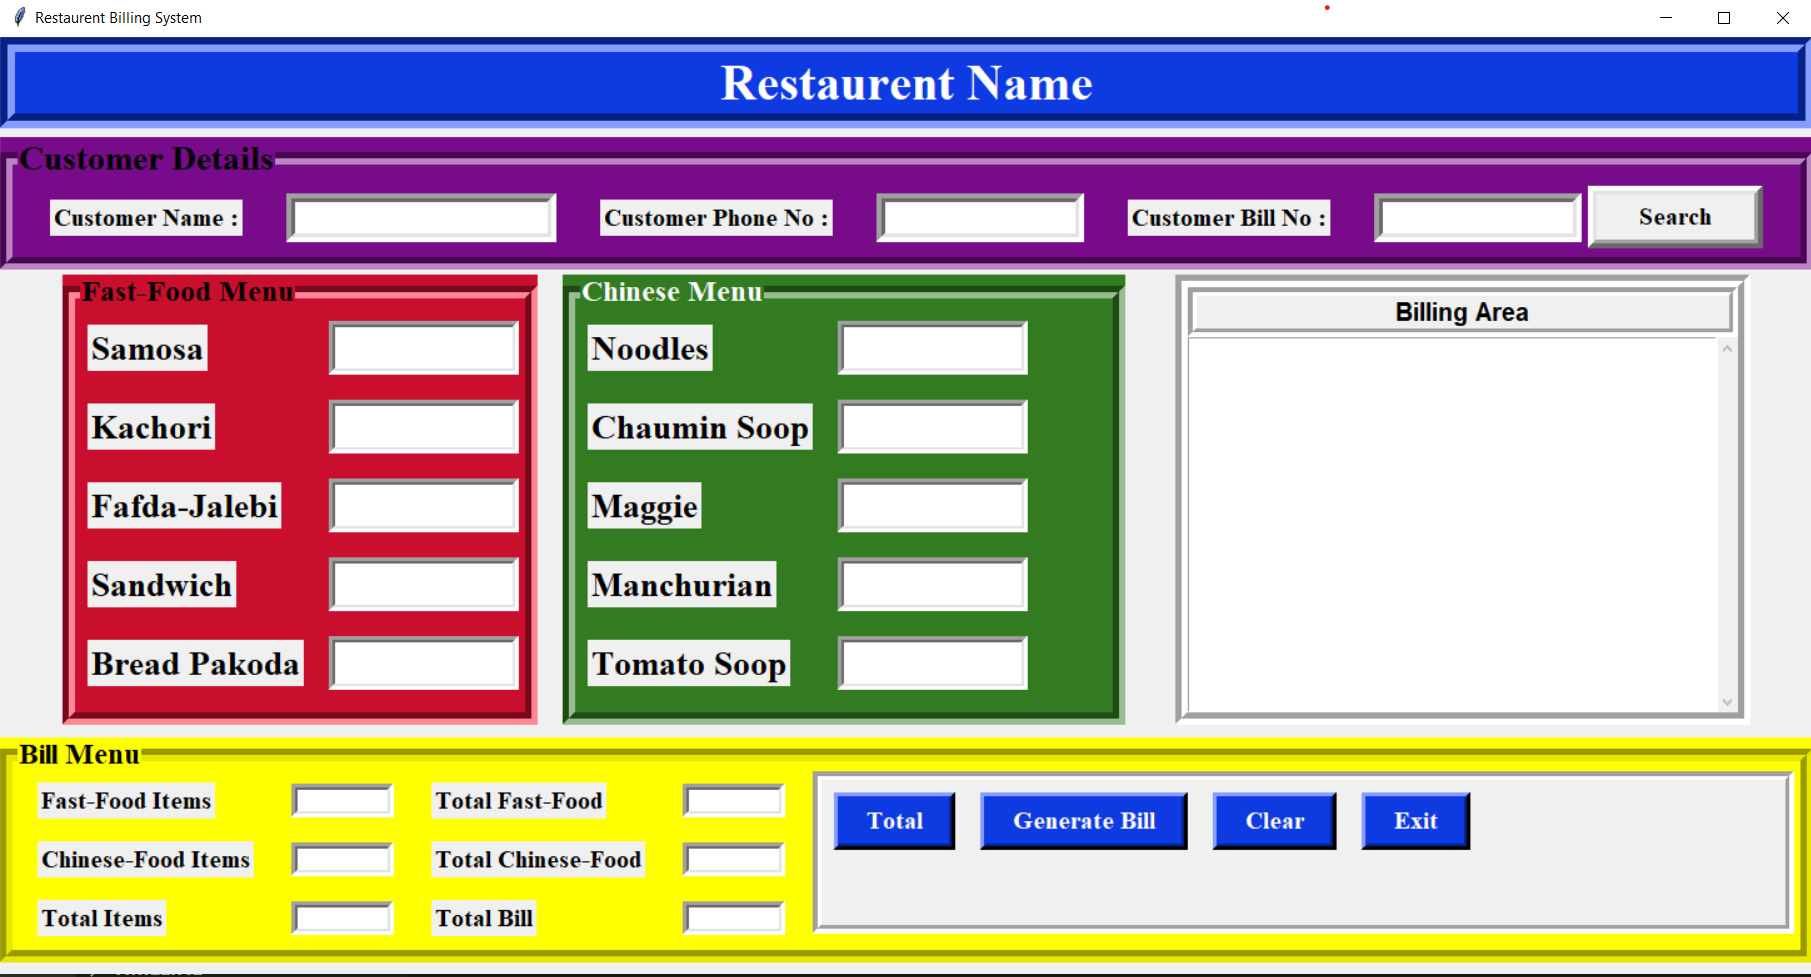 Restaurent Billing System
Restaurent Name
Customer Details
Customer Name :
Customer Phone No :
Customer Bill No :
Search
Fast-Food Menu
Samosa
Kachori
Fafda-Jalebi
Sandwich
Bread Pakoda
Chinese Menu
Noodles
Chaumin Soop
Maggie
Manchurian
Tomato Soop
Billing Area
Bill Menu
Fast-Food Items
Total Fast-Food
Chinese-Food Items
Total Chinese-Food
Total Items
Total Bill
Total
Generate Bill
Clear
Exit